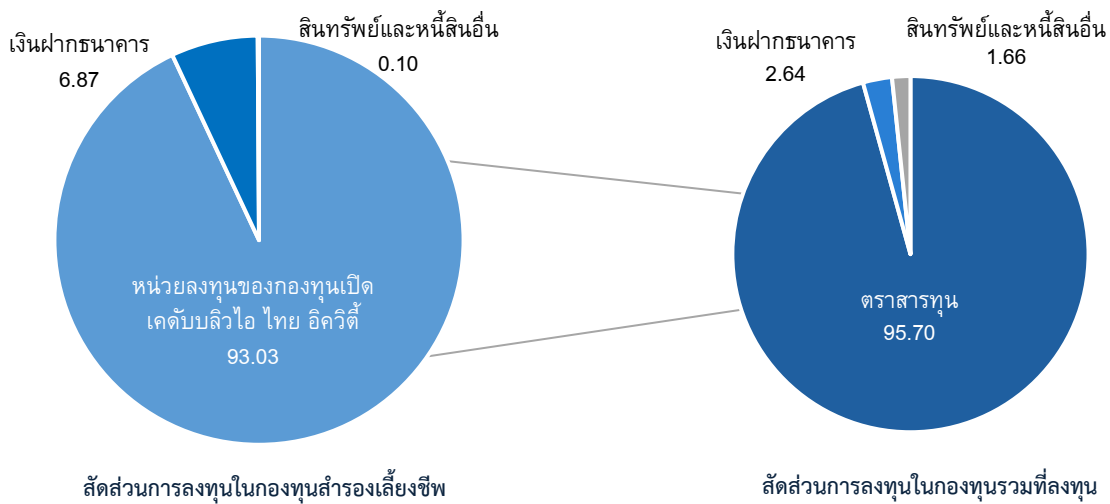 เงินฝากธนาคาร
6.87
สินทรัพย์และหนี้สินอื่น
0.10
หน่วยลงทุนของกองทุนเปิด
เคดับบลิวไอ ไทย อิควิตี้
93.03
สัดส่วนการลงทุนในกองทุนสำรองเลี้ยงชีพ
เงินฝากธนาคาร
2.64
สินทรัพย์และหนี้สินอื่น
1.66
ตราสารทุน
95.70
สัดส่วนการลงทุนในกองทุนรวมที่ลงทุน